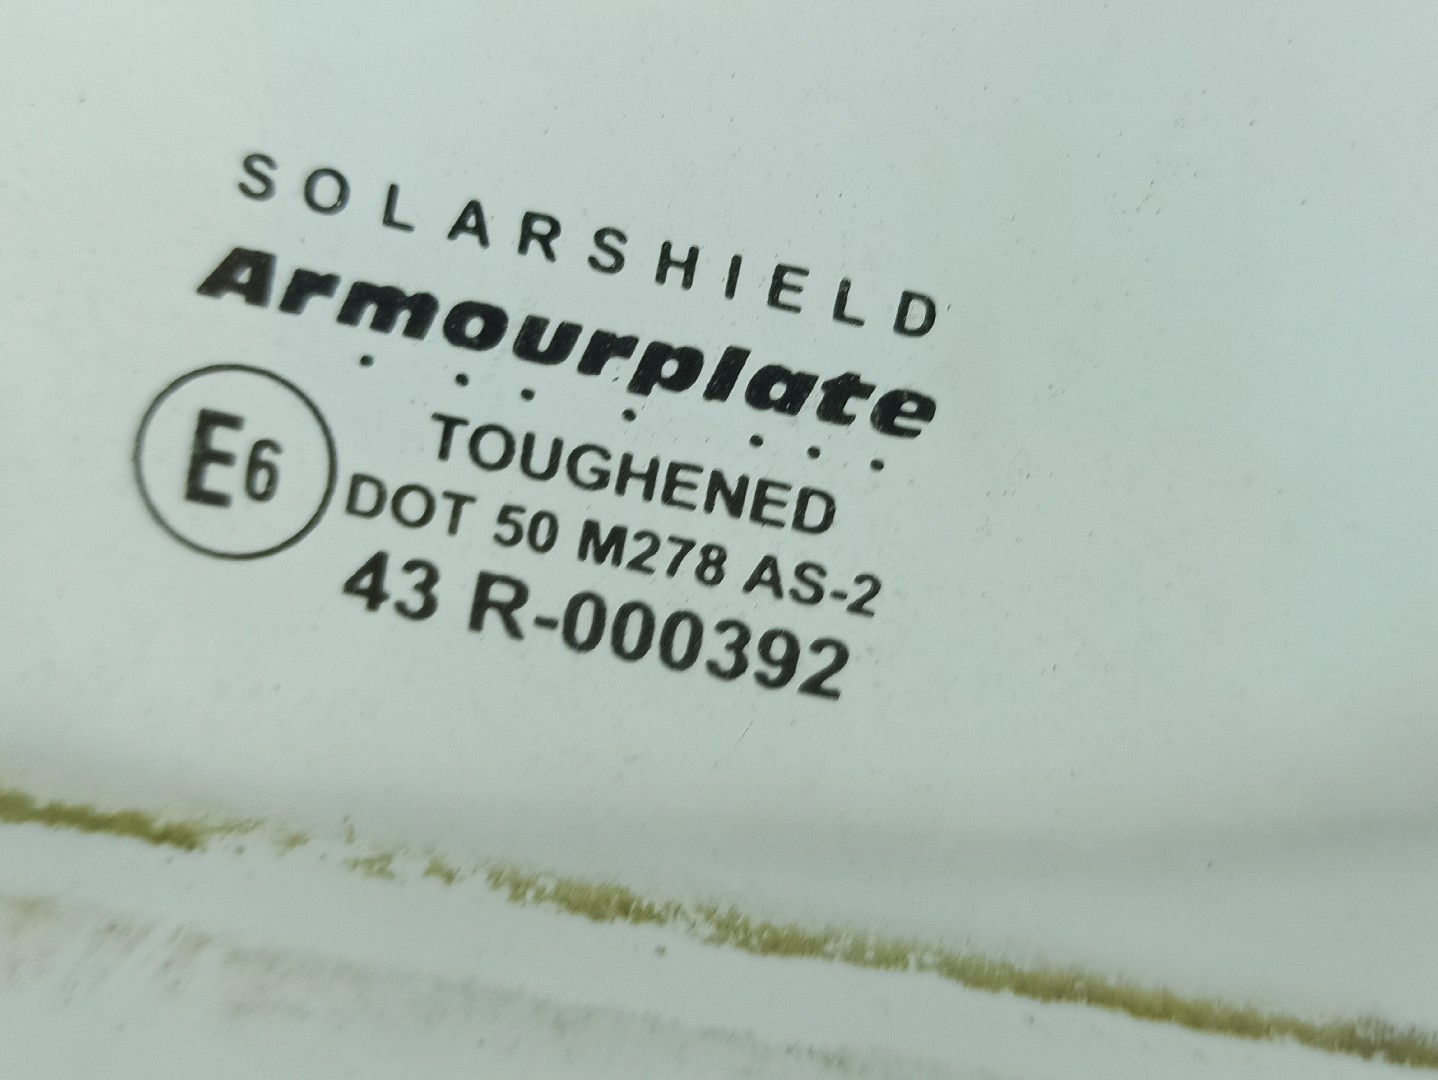 SOLARSHIELD
Armourplate
. . . . . . .
TOUGHENED
E6
DOT 50 M278 AS-2
43 R-000392